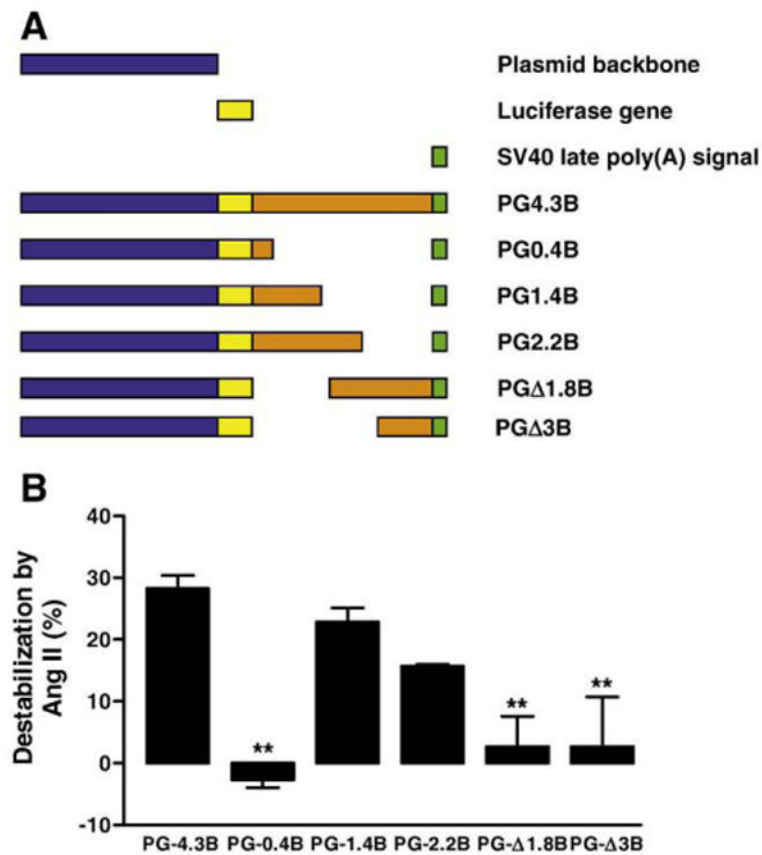 A
Plasmid backbone
Luciferase gene
SV40 late poly(A) signal
PG4.3B
PG0.4B
PG1.4B
PG2.2B
PGΔ1.8B
PGΔ3B
B
Destabilization by
Ang II (%)
40
30
20
10
0
-10
**
**
**
PG-4.3B PG-0.4B PG-1.4B PG-2.2B PG-Δ1.8B PG-Δ3B